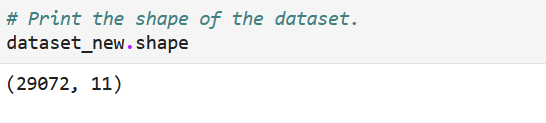 # Print the shape of the dataset.
dataset_new.shape
(29072, 11)